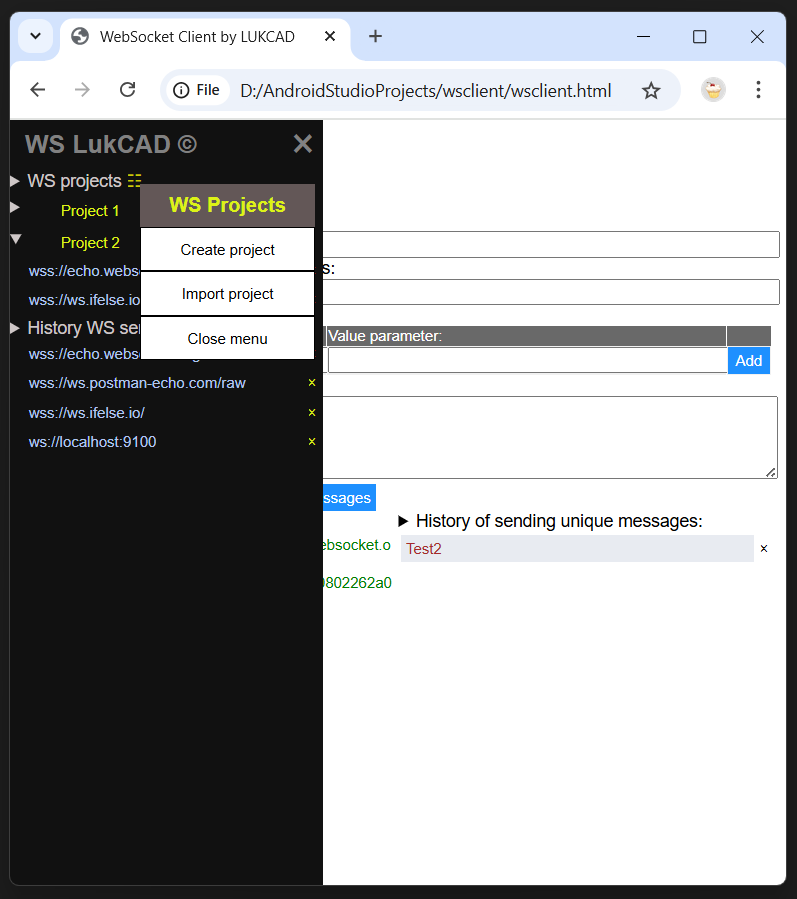 WebSocket Client by LUKCAD
File D:/AndroidStudioProjects/wsclient/wsclient.html
WS LukCAD ©
WS projects
Project 1
WS Projects
Project 2
Create project
wss://echo.webs
s:
wss://ws.ifelse.io
Import project
History WS se
Value parameter:
Close menu
wss://echo.webs
Add
wss://ws.postman-echo.com/raw
×
wss://ws.ifelse.io/
×
ws://localhost:9100
×
ssages
History of sending unique messages:
ebsocket.o
Test2
×
0802262a0